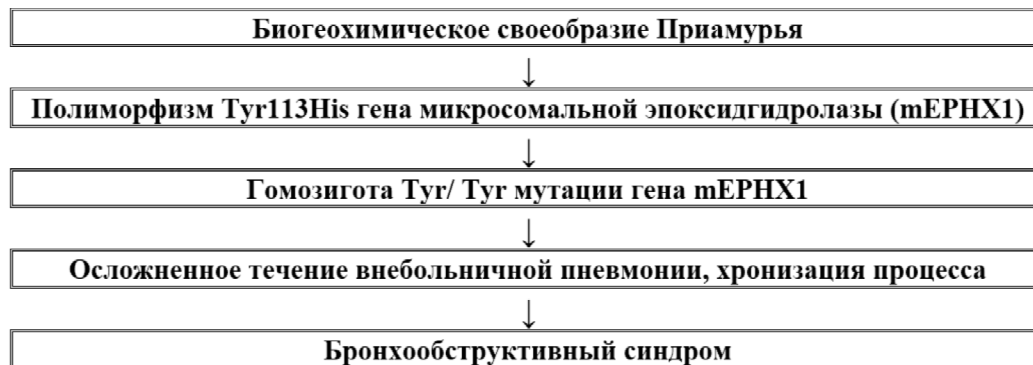 Биогеохимическое своеобразие Приамурья
↓
Полиморфизм Tyr113His гена микросомальной эпоксидгидролазы (mEPHX1)
↓
Гомозигота Tyr/ Tyr мутации гена mEPHX1
↓
Осложненное течение внебольничной пневмонии, хронизация процесса
↓
Бронхообструктивный синдром